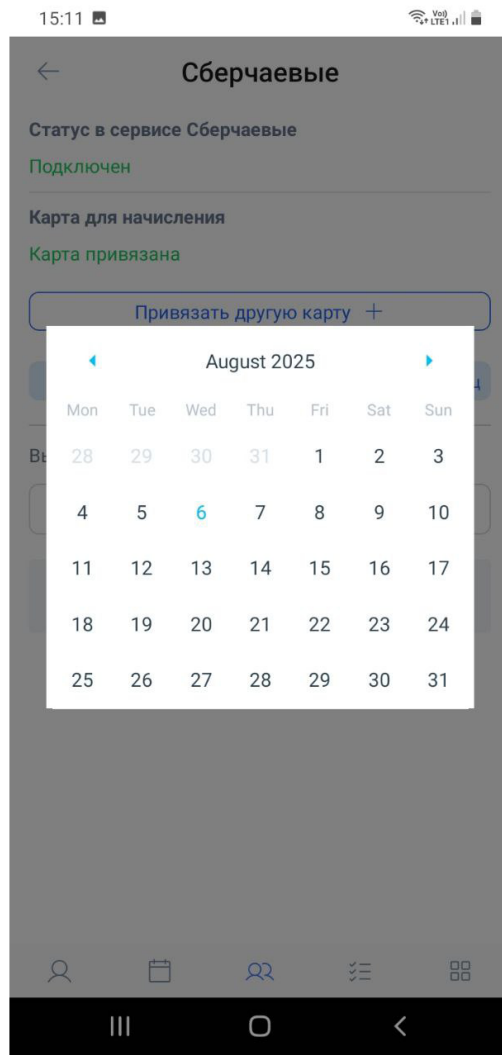 15:11
Vo)) LTE1
Сберчаевые
Статус в сервисе Сберчаевые
Подключен
Карта для начисления
Карта привязана
Привязать другую карту +
August 2025
Mon Tue Wed Thu Fri Sat Sun
28 29 30 31 1 2 3
4 5 6 7 8 9 10
11 12 13 14 15 16 17
18 19 20 21 22 23 24
25 26 27 28 29 30 31